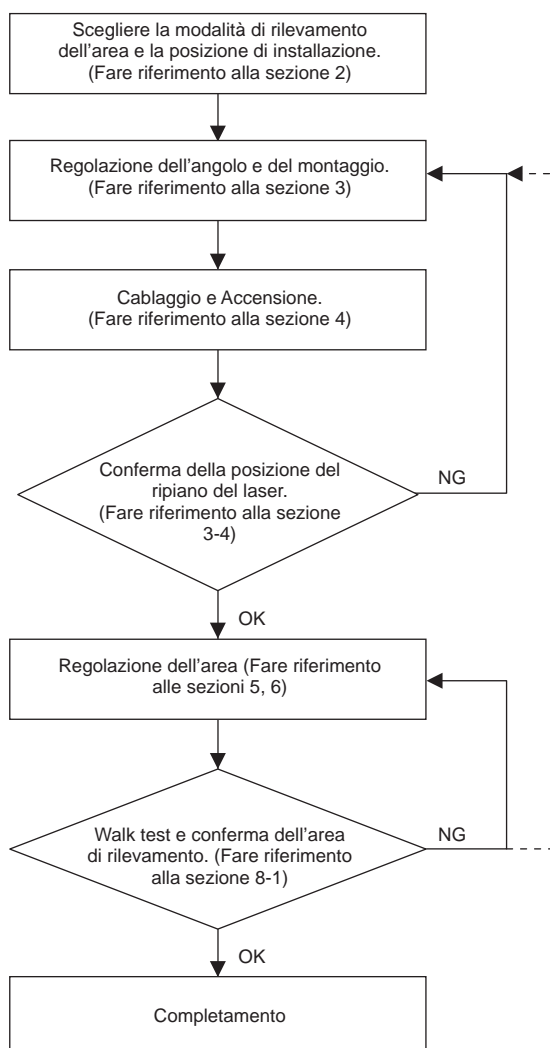 Scegliere la modalità di rilevamento
dell'area e la posizione di installazione.
(Fare riferimento alla sezione 2)
Regolazione dell'angolo e del montaggio.
(Fare riferimento alla sezione 3)
Cablaggio e Accensione.
(Fare riferimento alla sezione 4)
Conferma della posizione del
ripiano del laser.
(Fare riferimento alla sezione
3-4)
NG
OK
Regolazione dell'area (Fare riferimento
alle sezioni 5, 6)
Walk test e conferma dell'area
di rilevamento. (Fare riferimento
alla sezione 8-1)
NG
OK
Completamento